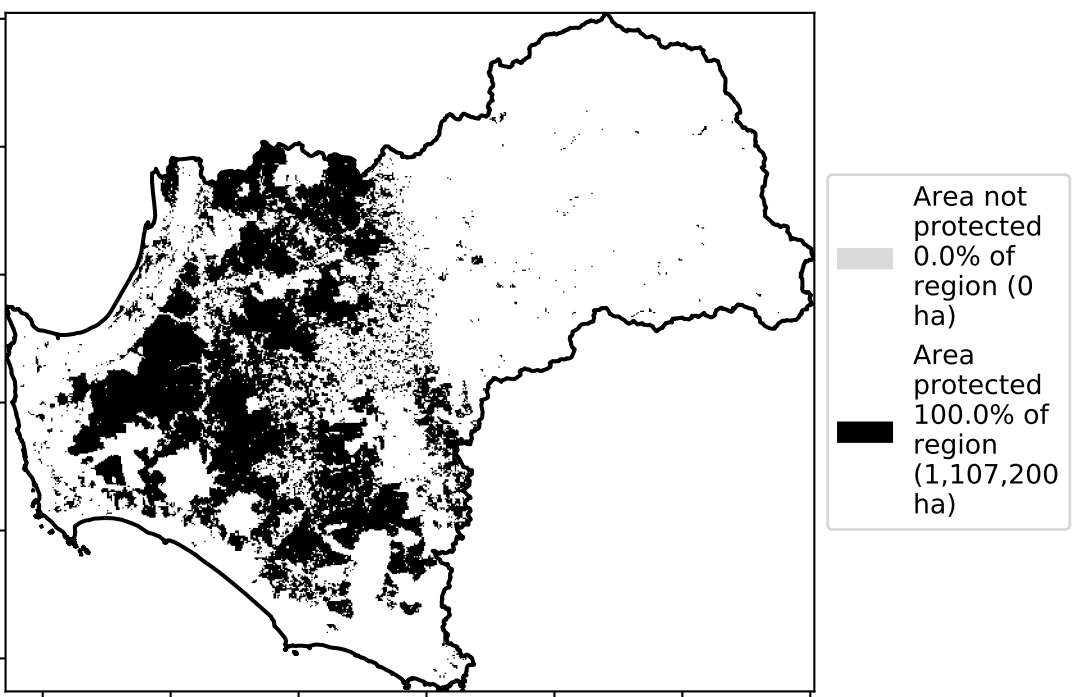 Area not
protected
0.0% of
region (0
ha)
Area
protected
100.0% of
region
(1,107,200
ha)